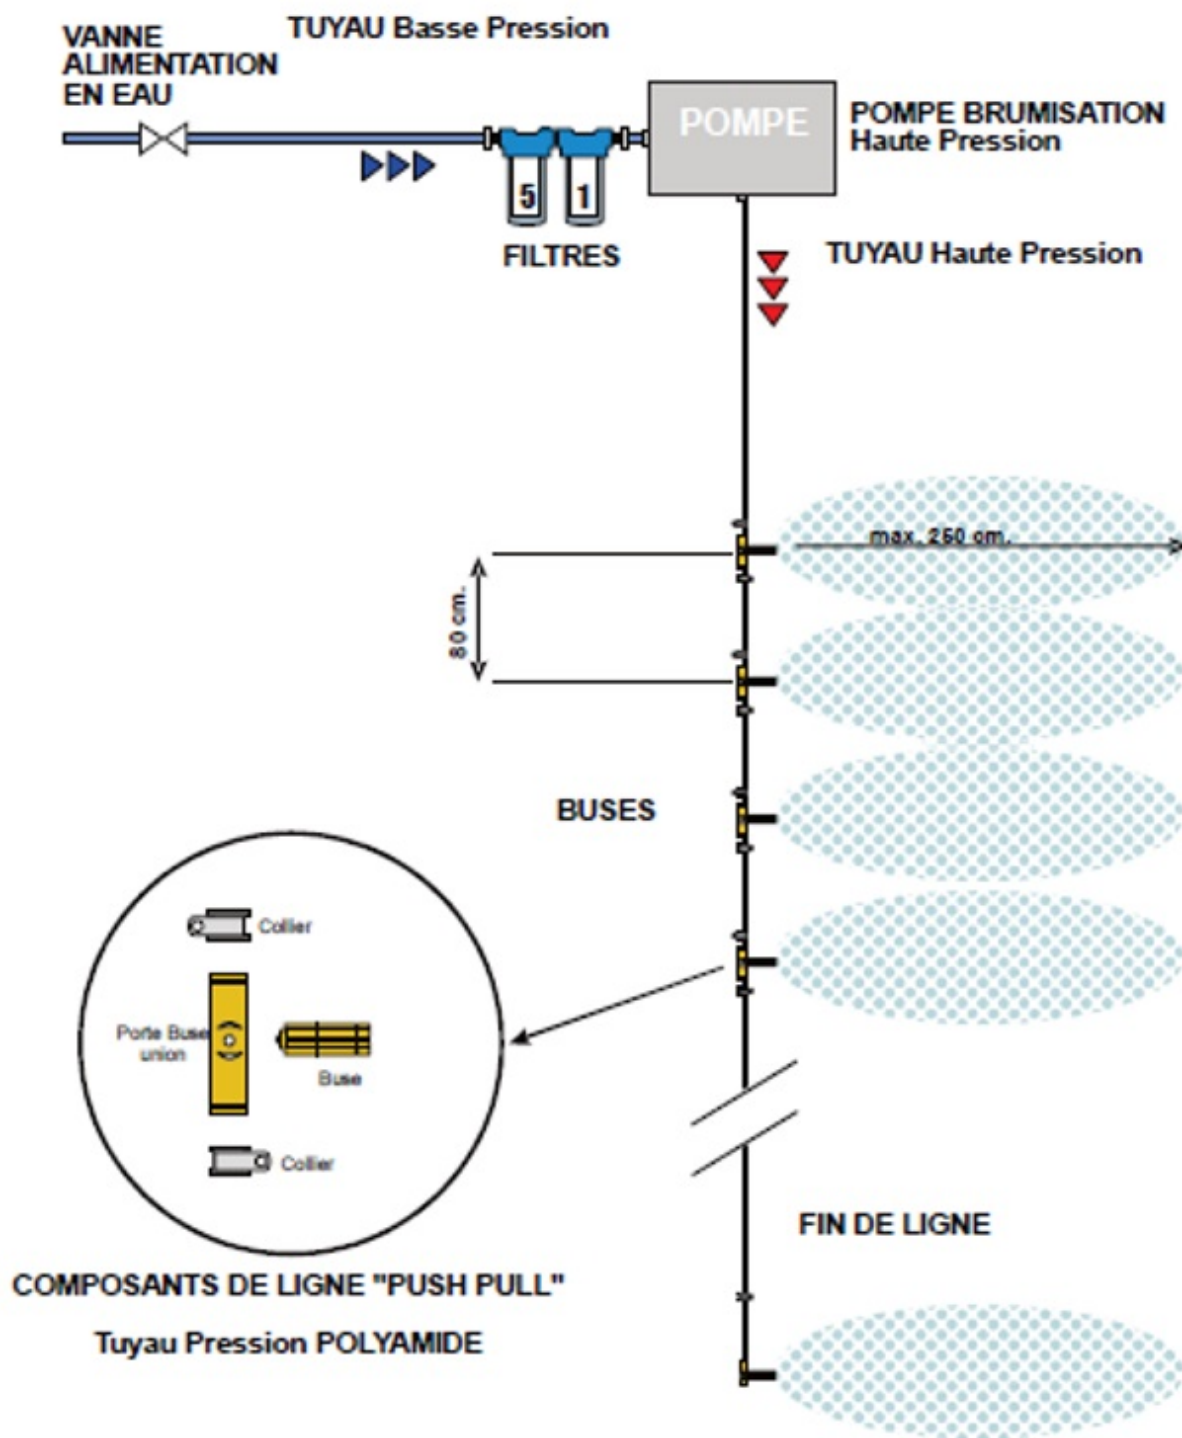 TUYAU Basse Pression
VANNE
ALIMENTATION
EN EAU
POMPE
POMPE BRUMISATION
Haute Pression
5
1
FILTRES
TUYAU Haute Pression
max. 250 cm.
80 cm.
BUSES
Collier
Porte Buse
union
Buse
Collier
FIN DE LIGNE
COMPOSANTS DE LIGNE "PUSH PULL"
Tuyau Pression POLYAMIDE